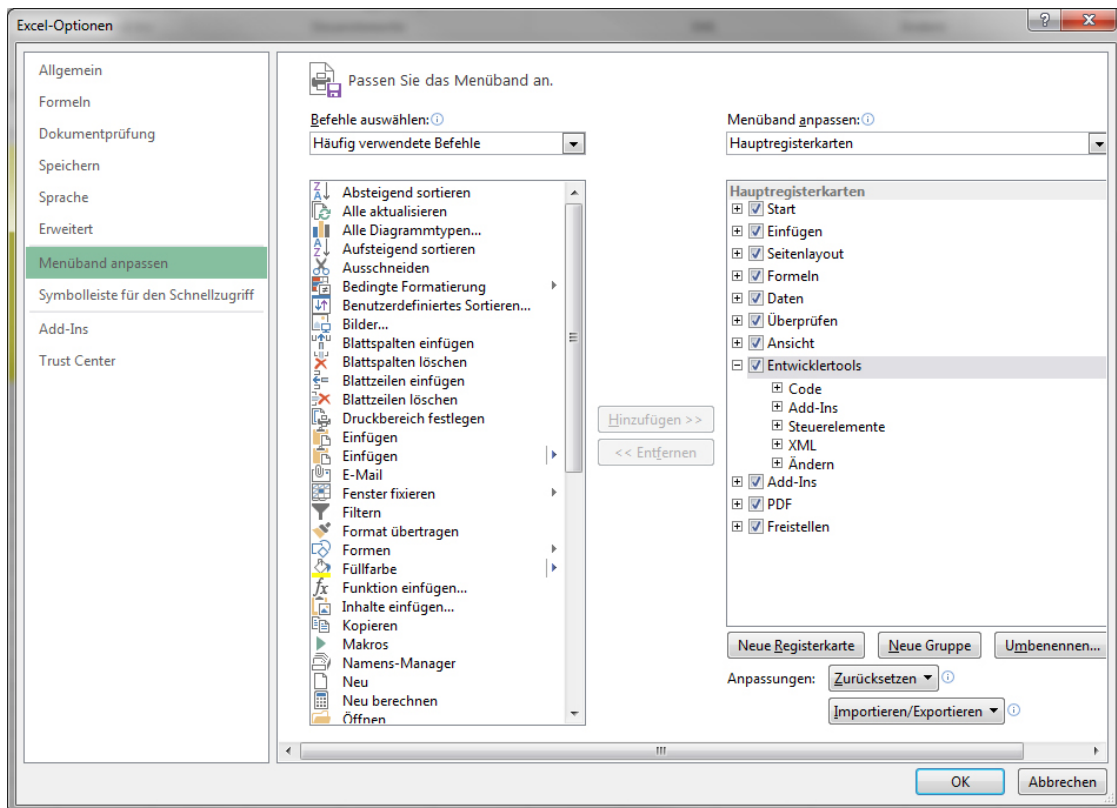 Excel-Optionen
Allgemein
Formeln
Dokumentprüfung
Speichern
Sprache
Erweitert
Menüband anpassen
Symbolleiste für den Schnellzugriff
Add-Ins
Trust Center
Passen Sie das Menüband an.
Befehle auswählen:
Häufig verwendete Befehle
Absteigend sortieren
Alle aktualisieren
Alle Diagrammtypen...
Aufsteigend sortieren
Ausschneiden
Bedingte Formatierung
Benutzerdefiniertes Sortieren...
Bilder...
Blattspalten einfügen
Blattspalten löschen
Blattzeilen einfügen
Blattzeilen löschen
Druckbereich festlegen
Einfügen
Einfügen
E-Mail
Fenster fixieren
Filtern
Format übertragen
Formen
Füllfarbe
Funktion einfügen...
Inhalte einfügen...
Kopieren
Makros
Namens-Manager
Neu
Neu berechnen
Öffnen
Hinzufügen >>
<< Entfernen
Menüband anpassen:
Hauptregisterkarten
Hauptregisterkarten
Start
Einfügen
Seitenlayout
Formeln
Daten
Überprüfen
Ansicht
Entwicklertools
Code
Add-Ins
Steuerelemente
XML
Ändern
Add-Ins
PDF
Freistellen
Neue Registerkarte
Neue Gruppe
Umbenennen...
Anpassungen:
Zurücksetzen
Importieren/Exportieren
OK
Abbrechen